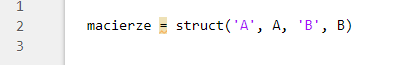 1
2 macierze = struct('A', A, 'B', B)
3